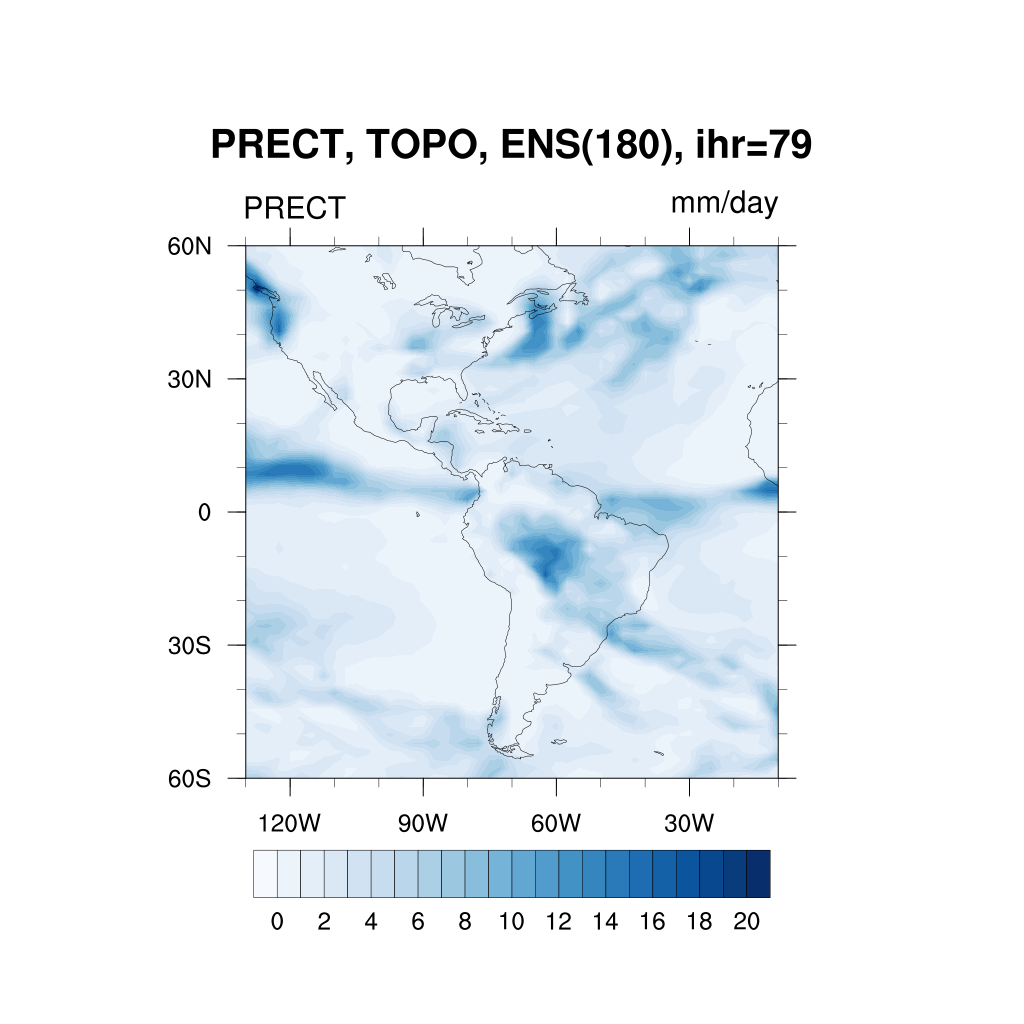 PRECT, TOPO, ENS(180), ihr=79
PRECT mm/day
60N
30N
0
30S
60S
120W 90W 60W 30W
0 2 4 6 8 10 12 14 16 18 20